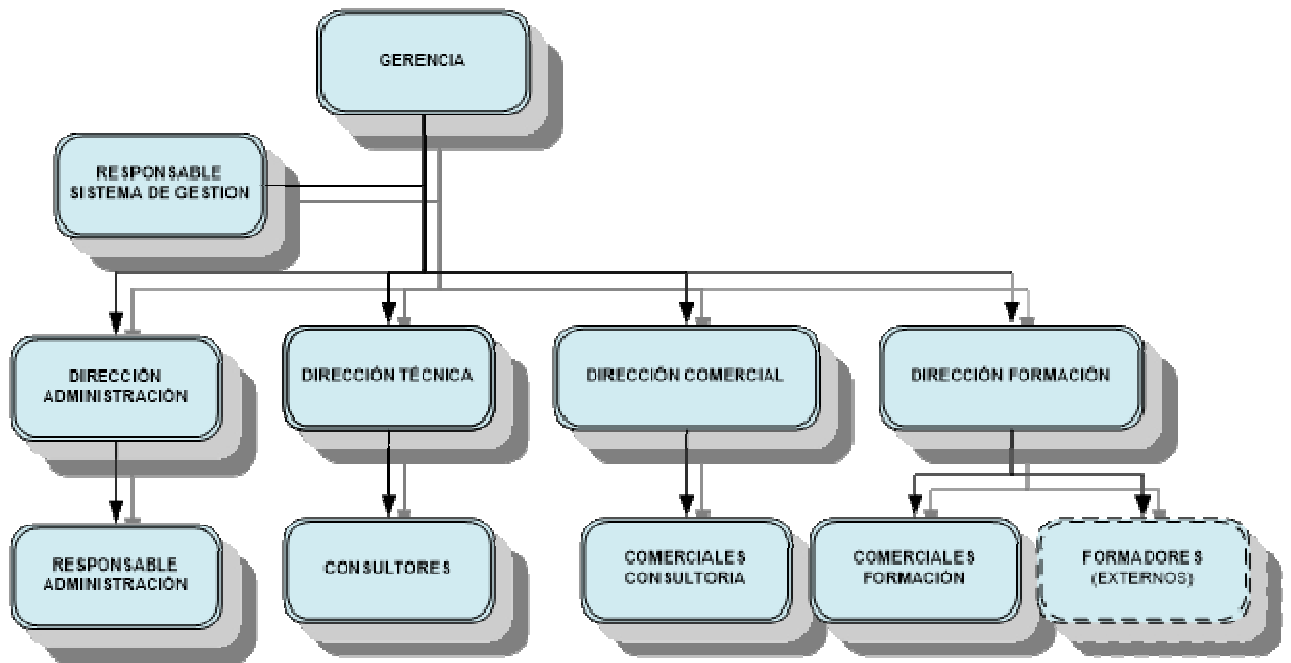 GERENCIA
RESPONSABLE
SISTEMA DE GESTION
DIRECCIÓN
ADMINISTRACIÓN
DIRECCIÓN TÉCNICA
DIRECCIÓN COMERCIAL
DIRECCIÓN FORMACIÓN
RESPONSABLE
ADMINISTRACIÓN
CONSULTORES
COMERCIALES
CONSULTORIA
COMERCIALES
FORMACIÓN
FORMADORES
(EXTERNOS)